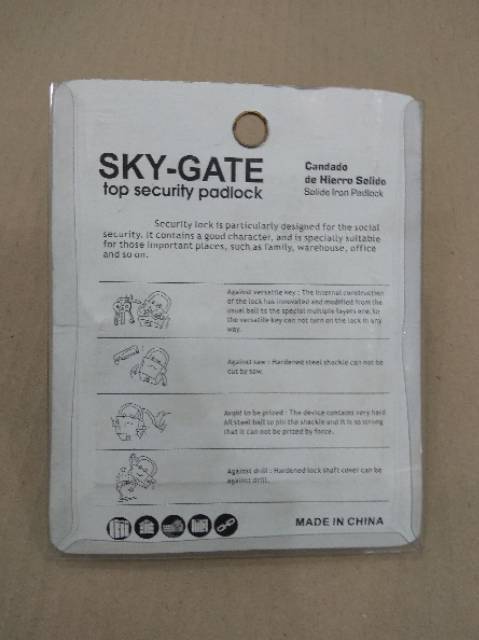 SKY-GATE
top security padlock
Candado
de Hierro Solido
Solide Iron Padlock
Security lock is particularly designed for the social
security. It contains a good character, and is specially suitable
for those important places, such as family, warehouse, office
and so on.
Against versatile key : The internal construction
of the lock has innovated and modified from the
usual ball to the special multiple layers one. So
the versatile key can not turn on the lock in any
way.
Against saw : Hardened steel shackle can not be
cut by saw.
Avoid to be prized : The device contains very hard
All steel ball to pin the shackle and it is so strong
that it can not be prized by force.
Against drill : Hardened lock shaft cover can be
against drill.
MADE IN CHINA